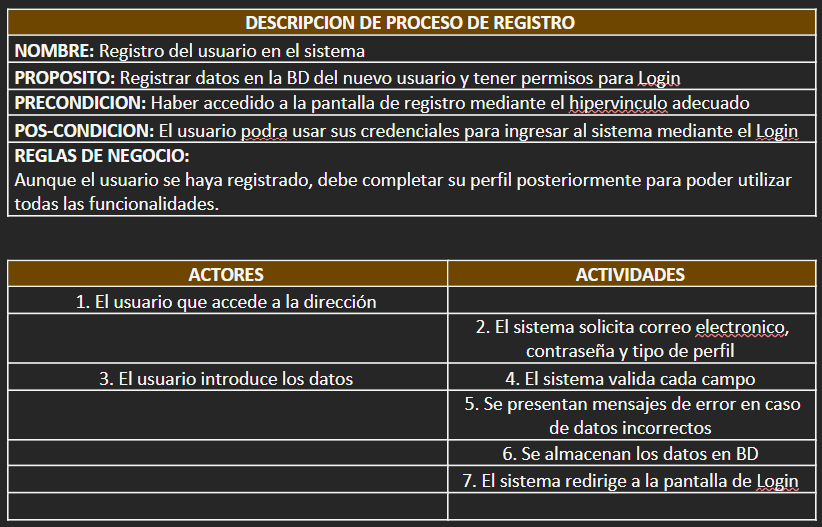 DESCRIPCION DE PROCESO DE REGISTRO
NOMBRE: Registro del usuario en el sistema
PROPOSITO: Registrar datos en la BD del nuevo usuario y tener permisos para Login
PRECONDICION: Haber accedido a la pantalla de registro mediante el hipervinculo adecuado
POS-CONDICION: El usuario podra usar sus credenciales para ingresar al sistema mediante el Login
REGLAS DE NEGOCIO:
Aunque el usuario se haya registrado, debe completar su perfil posteriormente para poder utilizar
todas las funcionalidades.
ACTORES
ACTIVIDADES
1. El usuario que accede a la dirección
2. El sistema solicita correo electronico,
contraseña y tipo de perfil
3. El usuario introduce los datos
4. El sistema valida cada campo
5. Se presentan mensajes de error en caso
de datos incorrectos
6. Se almacenan los datos en BD
7. El sistema redirige a la pantalla de Login